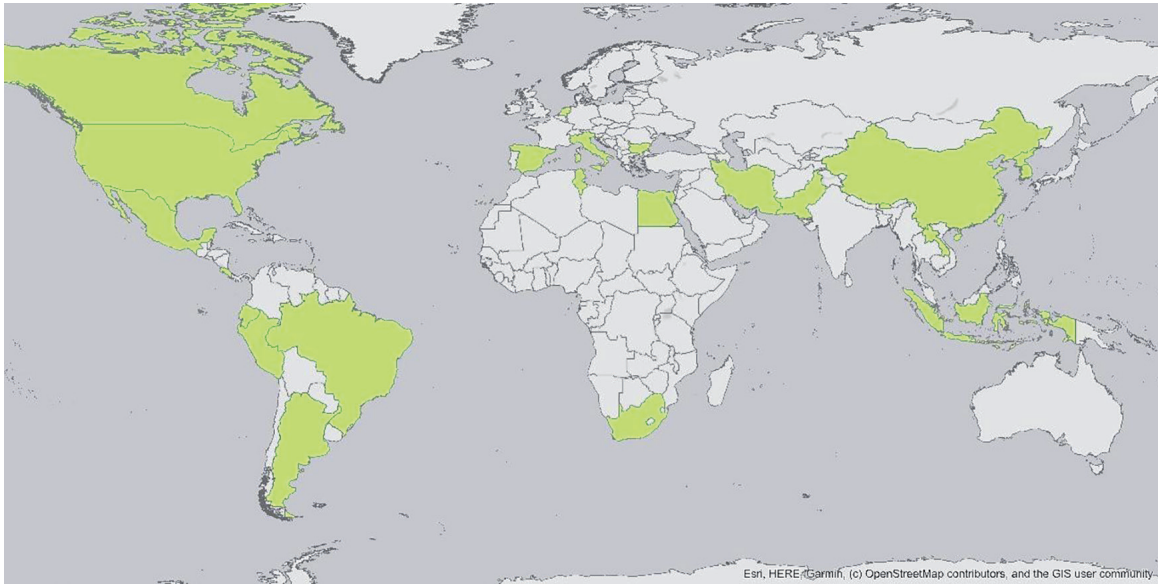 Esri, HERE, Garmin, (c) OpenStreetMap contributors, and the GIS user community